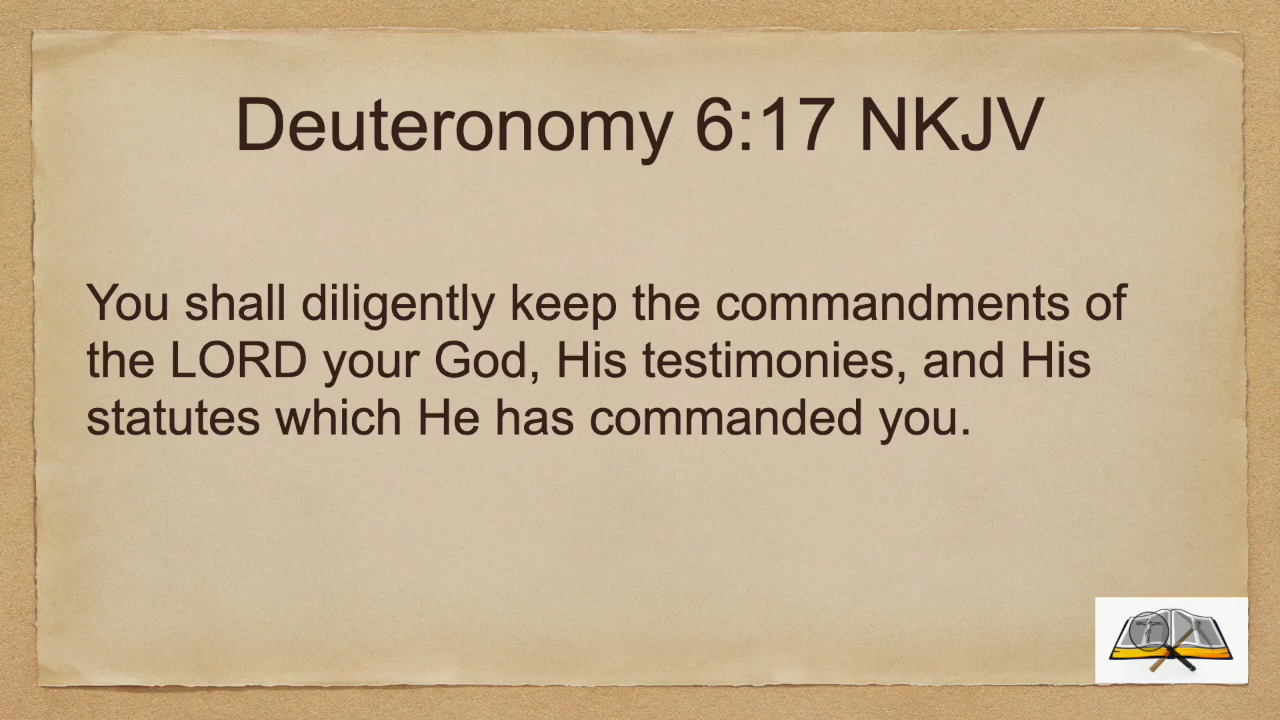 Deuteronomy 6:17 NKJV
You shall diligently keep the commandments of
the LORD your God, His testimonies, and His
statutes which He has commanded you.